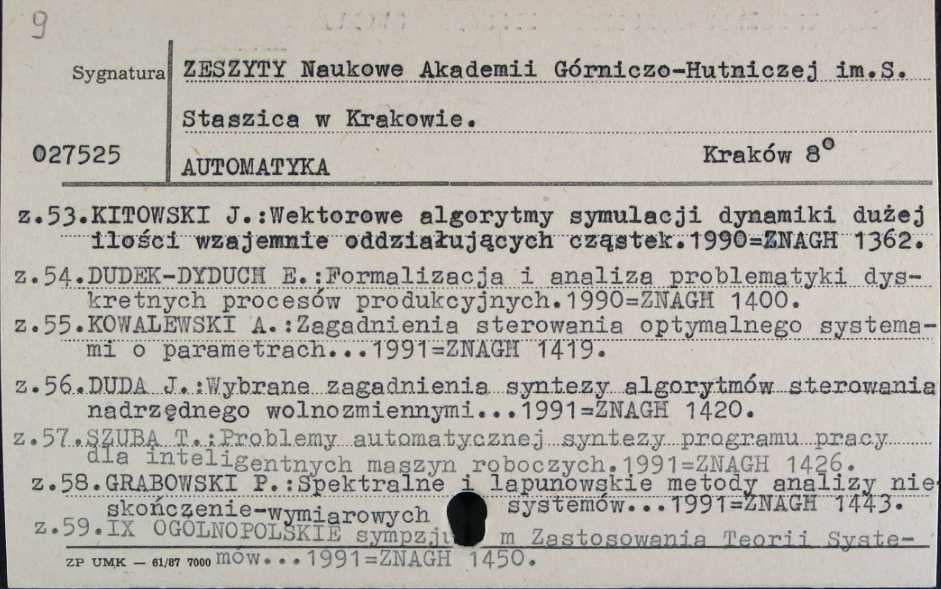 9
Sygnatura ZESZYTY Naukowe Akademii Górniczo-Hutniczej im.S.
Staszica w Krakowie.
027525 AUTOMATYKA Kraków 8º
z.53.KITOWSKI J.:Wektorowe algorytmy symulacji dynamiki dużej
ilości wzajemnie oddziałujących cząstek.1990=ZNAGH 1362.
z.54.DUDEK-DYDUCH E.:Formalizacja i analiza problematyki dys-
kretnych procesów produkcyjnych.1990=ZNAGH 1400.
z.55.KOWALEWSKI A.:Zagadnienia sterowania optymalnego systema-
mi o parametrach...1991=ZNAGH 1419.
z.56.DUDA J.:Wybrane zagadnienia syntezy algorytmów sterowania
nadrzędnego wolnozmiennymi...1991=ZNAGH 1420.
z.57.SZUBA T.:Problemy automatycznej syntezy programu pracy
dla inteligentnych maszyn roboczych.1991=ZNAGH 1426.
z.58.GRABOWSKI P.:Spektralne i lapunowskie metody analizy nie-
skończenie-wymiarowych systemów...1991=ZNAGH 1443.
z.59.IX OGÓLNOPOLSKIE m Zastosowania Teorii Syste-
mów...1991=ZNAGH 1450.
ZP UMK — 61/87 7000